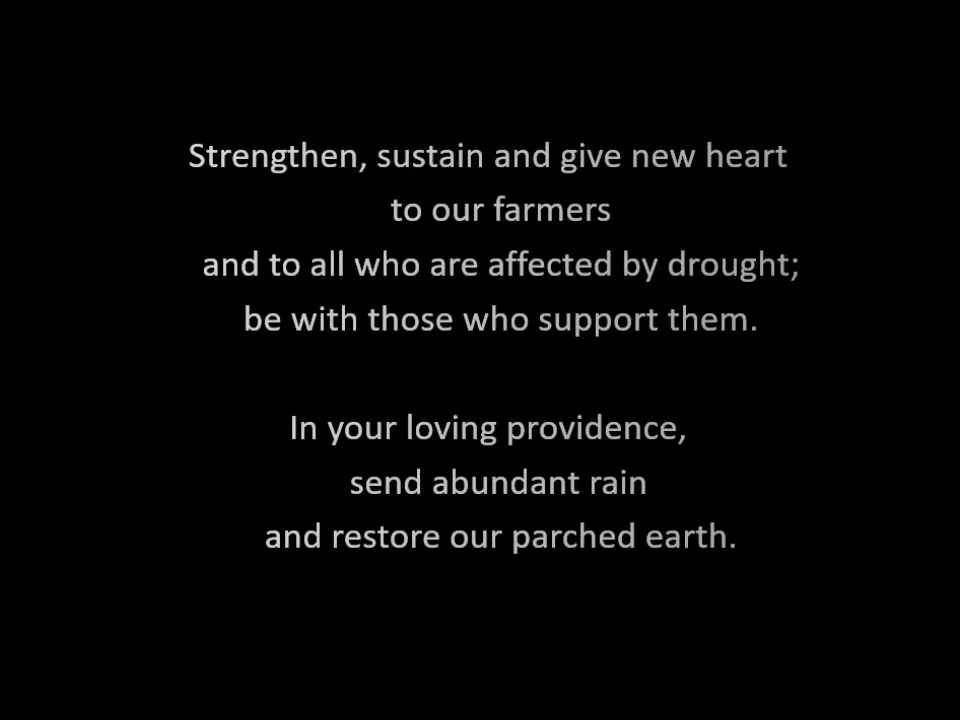 Strengthen, sustain and give new heart
to our farmers
and to all who are affected by drought;
be with those who support them.
In your loving providence,
send abundant rain
and restore our parched earth.